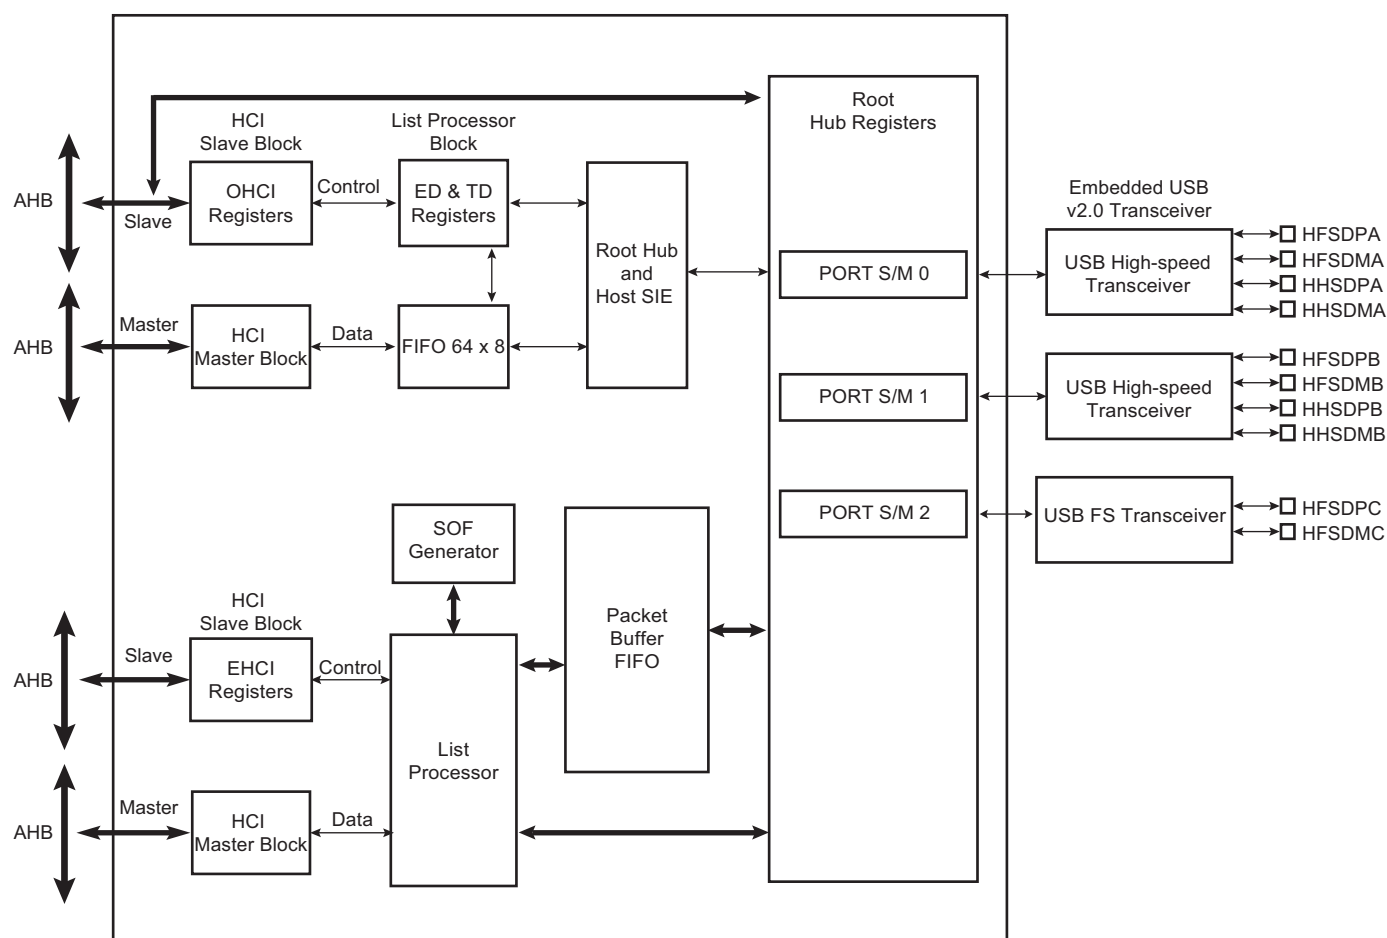 Root
Hub Registers
HCI
Slave Block
List Processor
Block
AHB
Slave
OHCI
Registers
Control
ED & TD
Registers
Root Hub
and
Host SIE
Embedded USB
v2.0 Transceiver
PORT S/M 0
USB High-speed
Transceiver
HFSDPA
HFSDMA
HHSDPA
HHSDMA
AHB
Master
HCI
Master Block
Data
FIFO 64 x 8
PORT S/M 1
USB High-speed
Transceiver
HFSDPB
HFSDMB
HHSDPB
HHSDMB
PORT S/M 2
USB FS Transceiver
HFSDPC
HFSDMC
SOF
Generator
Packet
Buffer
FIFO
HCI
Slave Block
AHB
Slave
EHCI
Registers
Control
List
Processor
AHB
Master
HCI
Master Block
Data